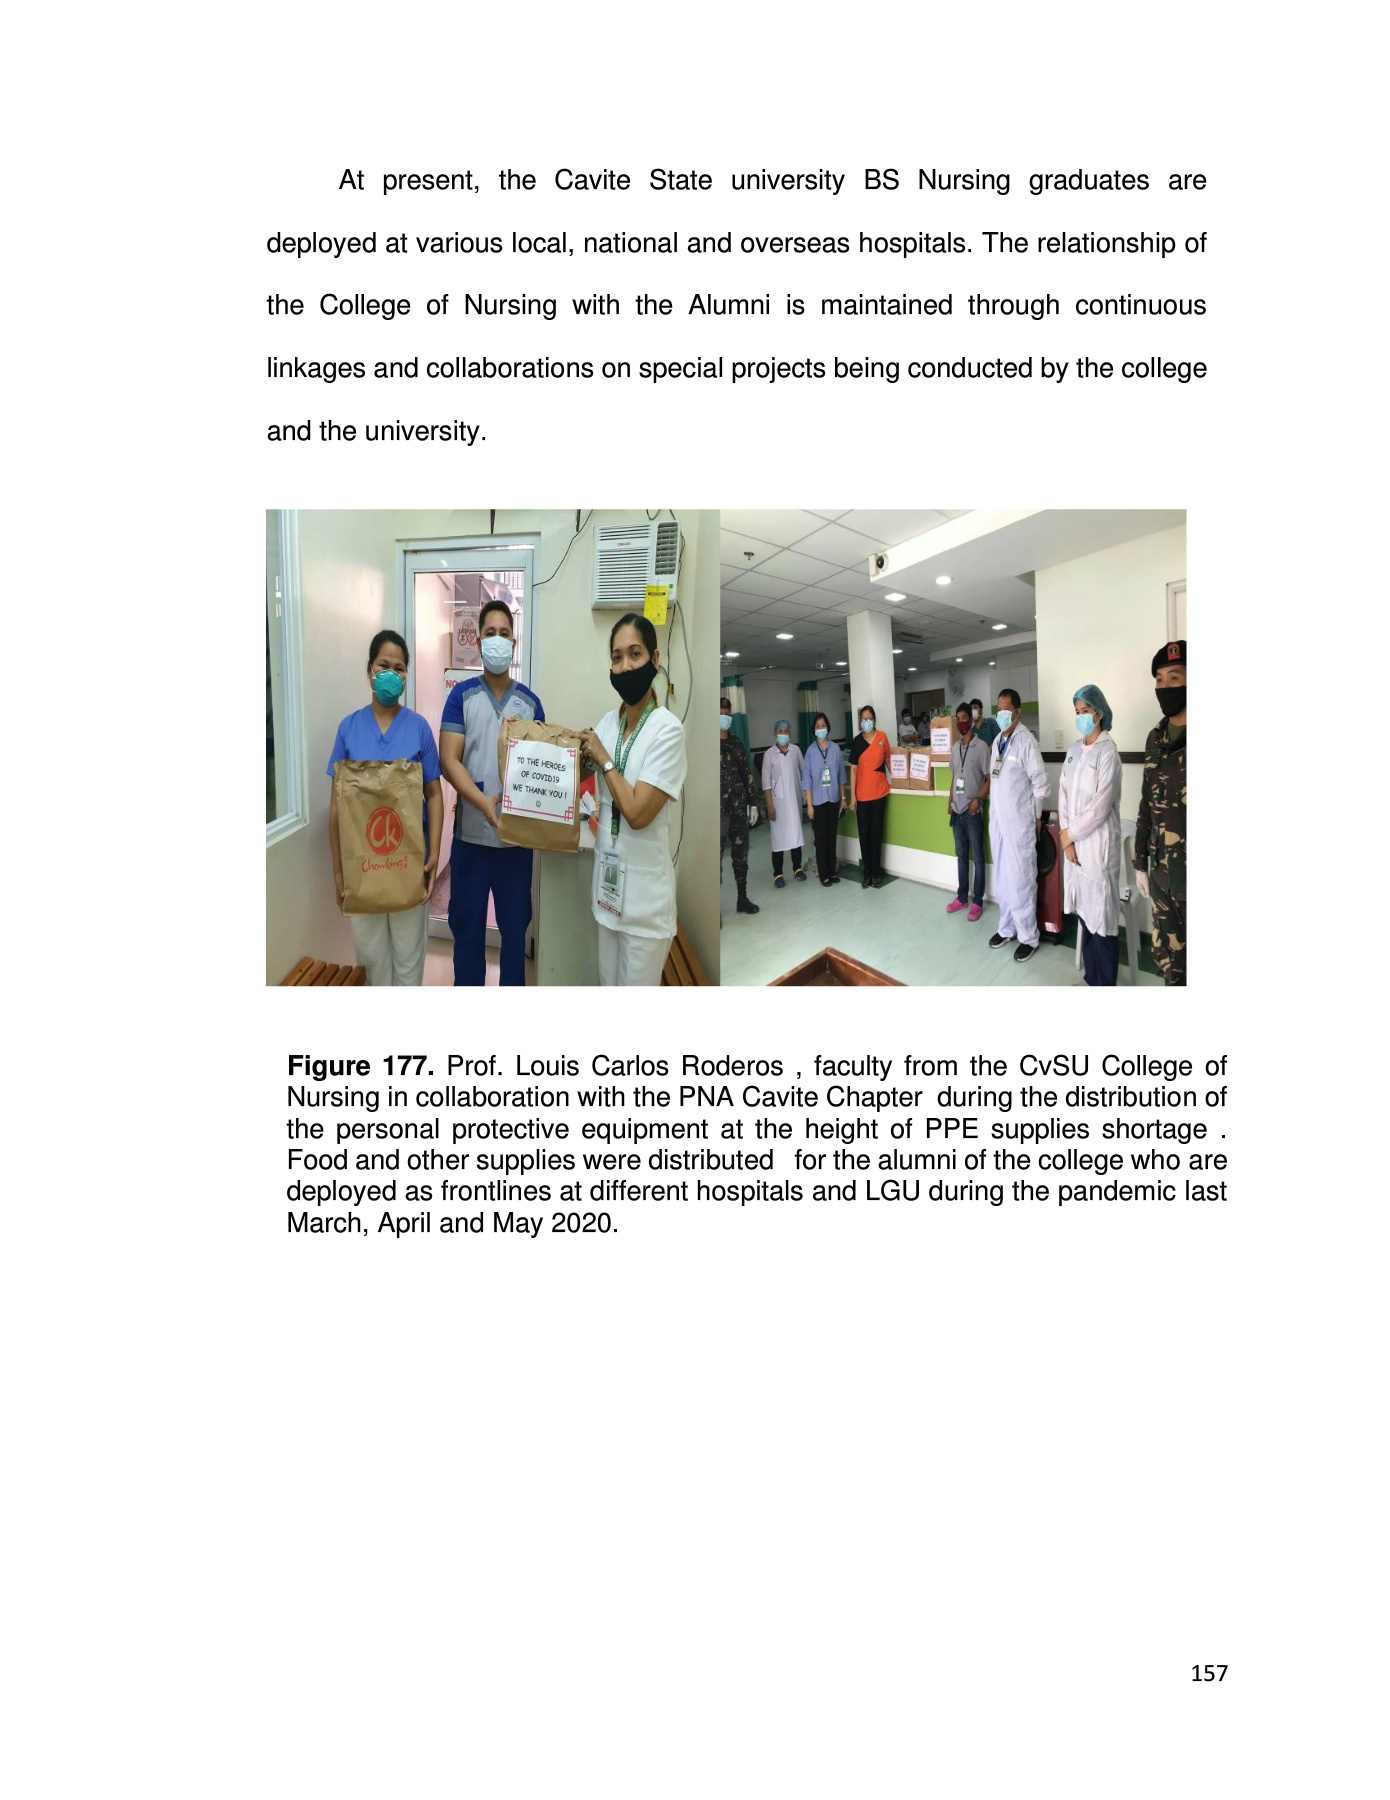 At present, the Cavite State university BS Nursing graduates are
deployed at various local, national and overseas hospitals. The relationship of
the College of Nursing with the Alumni is maintained through continuous
linkages and collaborations on special projects being conducted by the college
and the university.
NO
TO THE HEROES
OF COVID19
WE THANK YOU !
Ck
Chowking
Figure 177. Prof. Louis Carlos Roderos , faculty from the CvSU College of
Nursing in collaboration with the PNA Cavite Chapter during the distribution of
the personal protective equipment at the height of PPE supplies shortage .
Food and other supplies were distributed for the alumni of the college who are
deployed as frontlines at different hospitals and LGU during the pandemic last
March, April and May 2020.
157